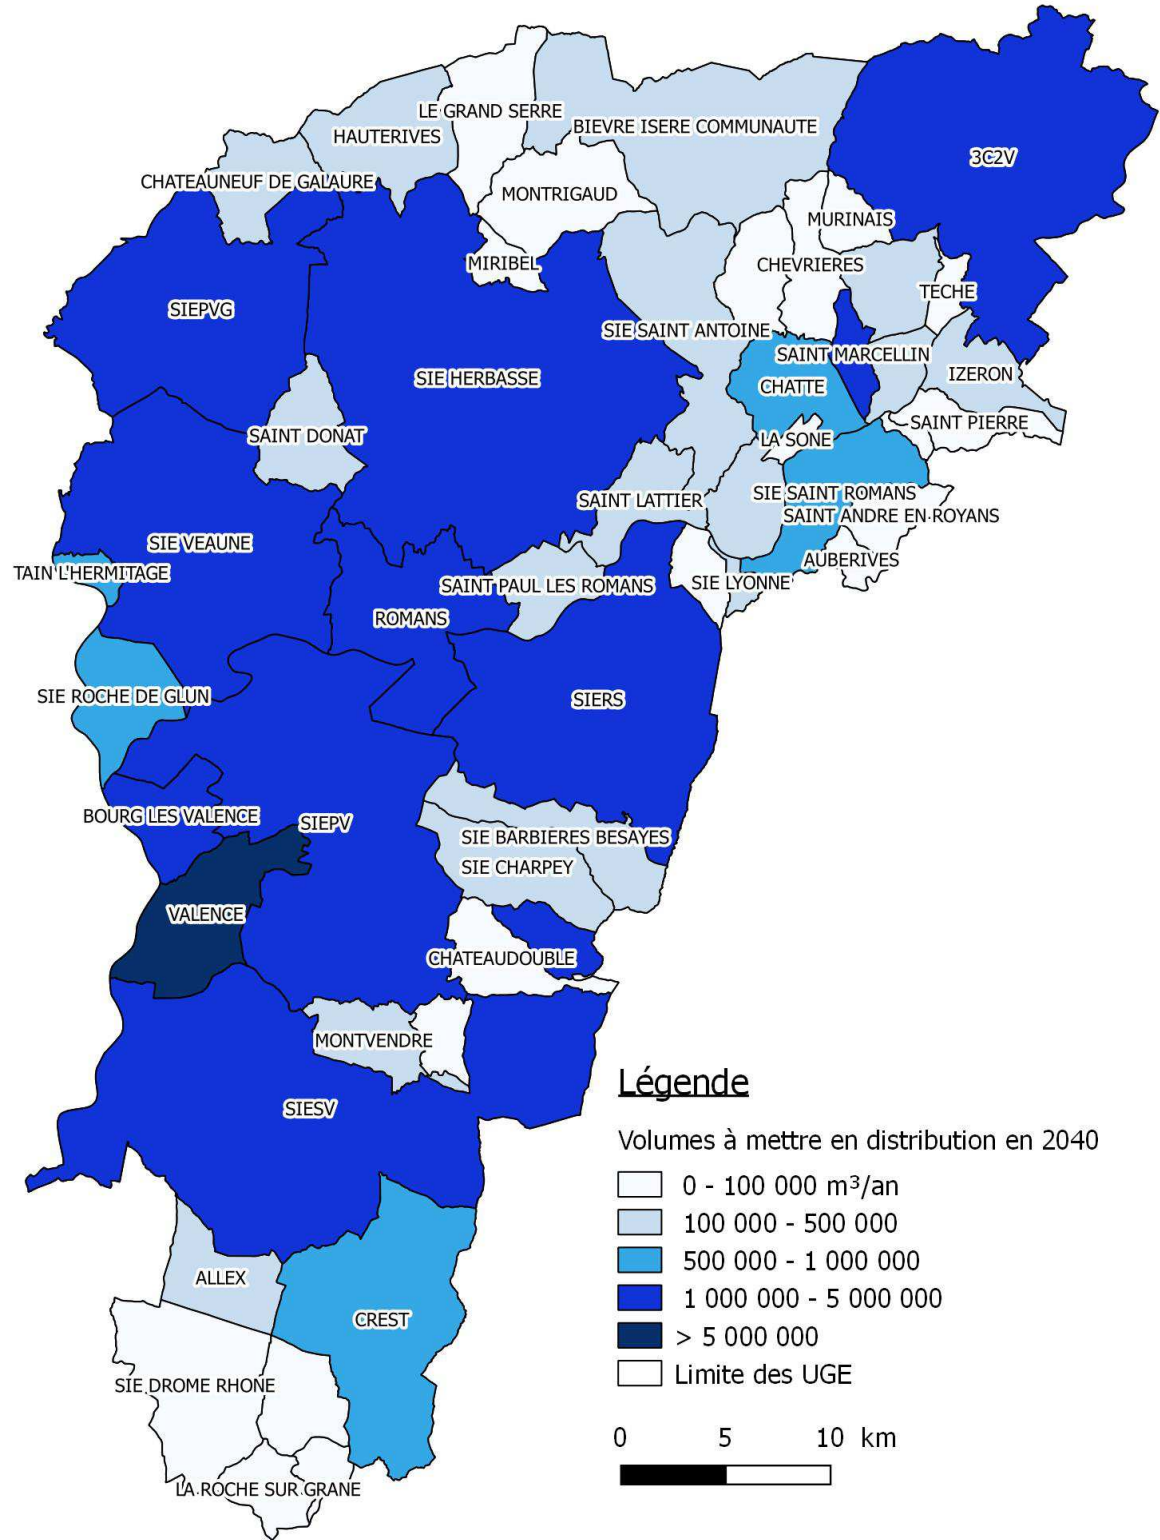 LE GRAND SERRE
HAUTERIVES
BIEVRE ISERE COMMUNAUTE
3C2V
CHATEAUNEUF DE GALAURE
MONTRIGAUD
MURINAIS
MIRIBEL
CHEVRIERES
TECHE
SIEPVG
SIE SAINT ANTOINE
SAINT MARCELLIN
IZERON
SIE HERBASSE
CHATTE
SAINT PIERRE
SAINT DONAT
LA SONE
SAINT LATTIER
SIE SAINT ROMANS
SAINT ANDRE EN ROYANS
SIE VEAUNE
AUBERIVES
TAIN L'HERMITAGE
SAINT PAUL LES ROMANS
SIE LYONNE
ROMANS
SIE ROCHE DE GLUN
SIERS
BOURG LES VALENCE
SIEPV
SIE BARBIERES BESAYES
SIE CHARPEY
VALENCE
CHATEAUDOUBLE
MONTVENDRE
SIESV
ALLEX
CREST
SIE DROME RHONE
LA ROCHE SUR GRANE
Légende
Volumes à mettre en distribution en 2040
0 - 100 000 m³/an
100 000 - 500 000
500 000 - 1 000 000
1 000 000 - 5 000 000
> 5 000 000
Limite des UGE
0 5 10 km